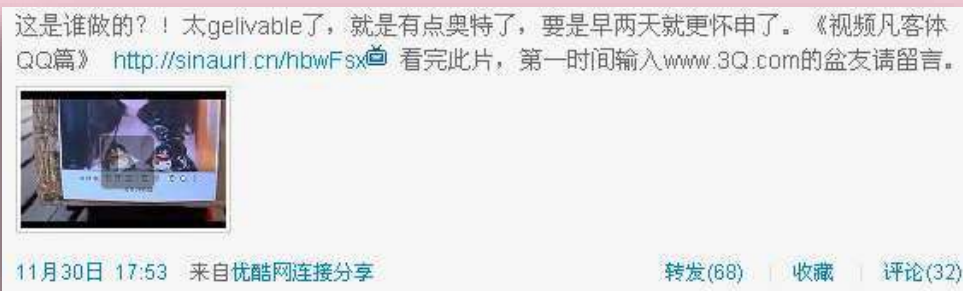 这是谁做的？！太gelivable了，就是有点奥特了，要是早两天就更怀申了。《视频凡客体
QQ篇》 http://sinaurl.cn/hbwFsx 看完此片，第一时间输入www.3Q.com的盆友请留言。
11月30日 17:53 来自优酷网连接分享 转发(68) 收藏 评论(32)